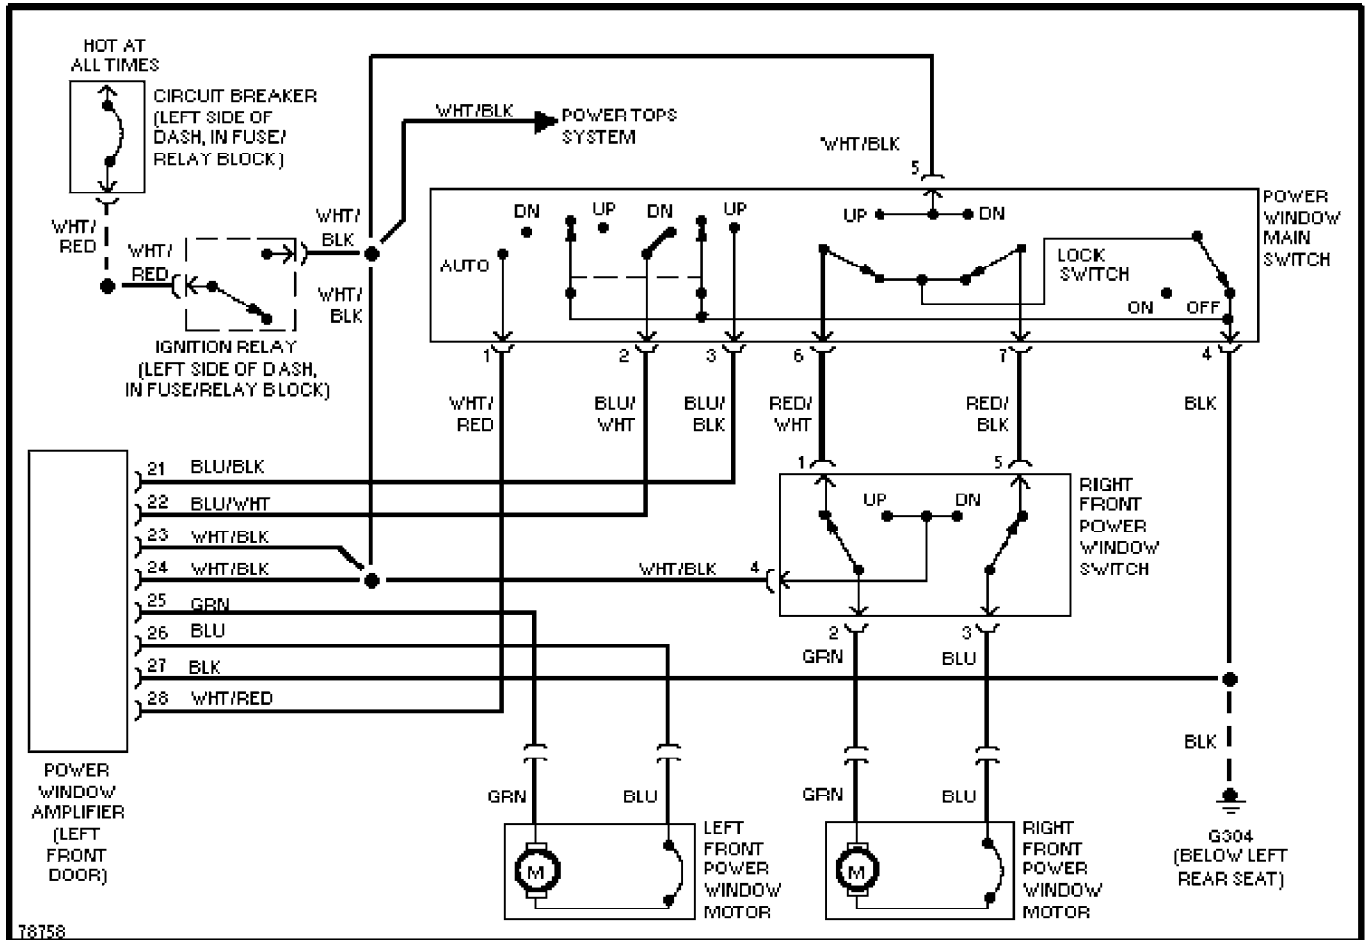 HOT AT
ALL TIMES
CIRCUIT BREAKER
(LEFT SIDE OF
DASH, IN FUSE/
RELAY BLOCK)
WHT/BLK
POWER TOPS
SYSTEM
WHT/BLK
5
WHT/
RED
WHT/
RED
WHT/
BLK
WHT/
BLK
IGNITION RELAY
(LEFT SIDE OF DASH,
IN FUSE/RELAY BLOCK)
AUTO
DN
UP
DN
UP
UP
DN
LOCK
SWITCH
ON
OFF
POWER
WINDOW
MAIN
SWITCH
1
2
3
6
7
4
WHT/
RED
BLU/
WHT
BLU/
BLK
RED/
WHT
RED/
BLK
BLK
21 BLU/BLK
22 BLU/WHT
23 WHT/BLK
24 WHT/BLK
25 GRN
26 BLU
27 BLK
28 WHT/RED
POWER
WINDOW
AMPLIFIER
(LEFT
FRONT
DOOR)
1
5
UP
DN
WHT/BLK 4
RIGHT
FRONT
POWER
WINDOW
SWITCH
2
3
GRN
BLU
BLK
GRN
BLU
GRN
BLU
M
LEFT
FRONT
POWER
WINDOW
MOTOR
M
RIGHT
FRONT
POWER
WINDOW
MOTOR
G304
(BELOW LEFT
REAR SEAT)
78758